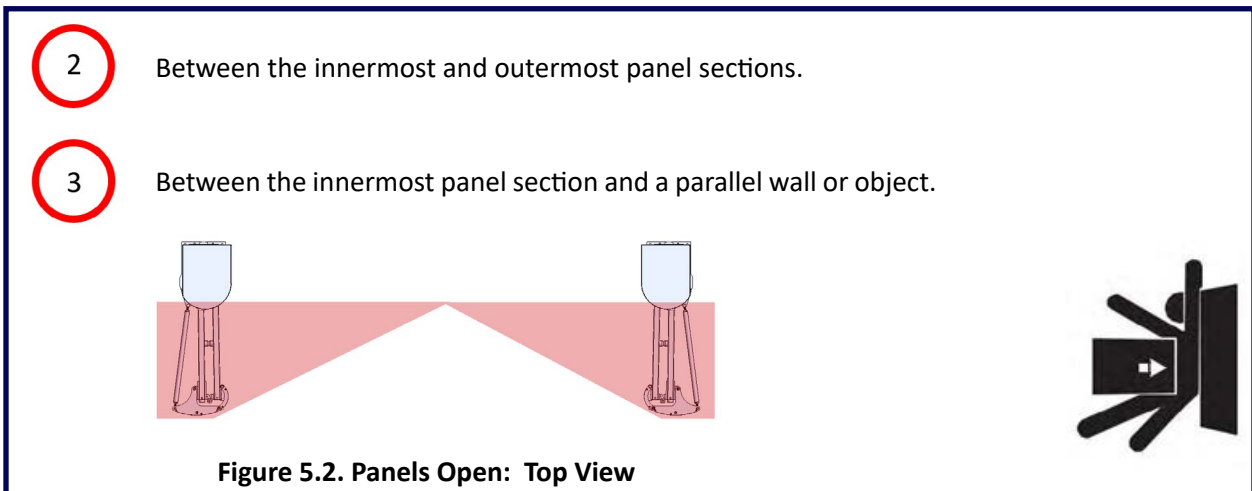 2
Between the innermost and outermost panel sections.
3
Between the innermost panel section and a parallel wall or object.
Figure 5.2. Panels Open: Top View